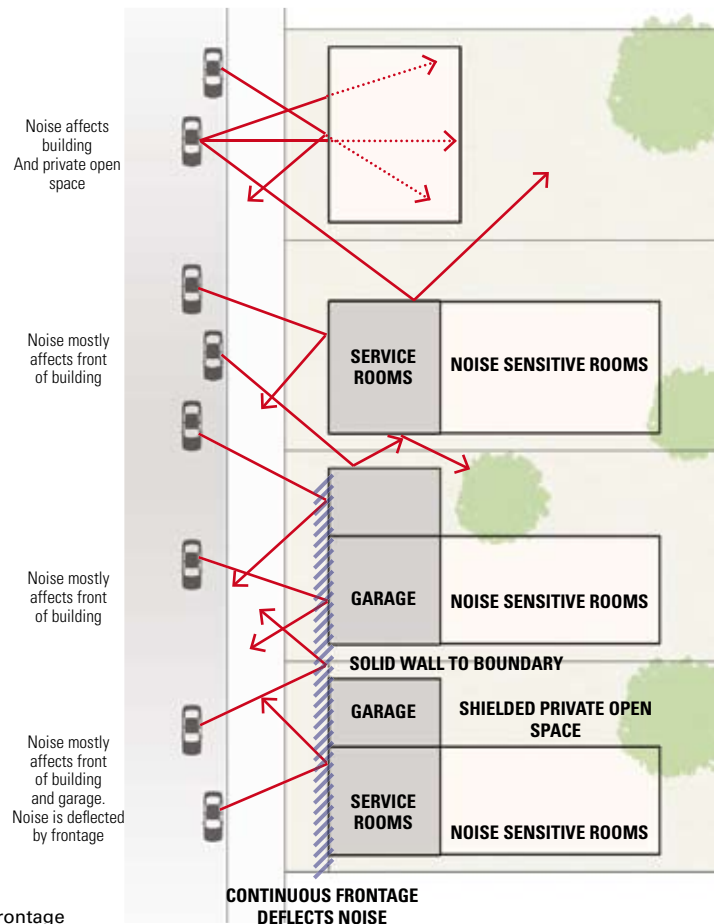 Noise affects
building
And private open
space
Noise mostly
affects front
of building
SERVICE
ROOMS
NOISE SENSITIVE ROOMS
Noise mostly
affects front
of building
GARAGE
NOISE SENSITIVE ROOMS
SOLID WALL TO BOUNDARY
GARAGE
SHIELDED PRIVATE OPEN
SPACE
Noise mostly
affects front
of building
and garage.
Noise is deflected
by frontage
SERVICE
ROOMS
NOISE SENSITIVE ROOMS
CONTINUOUS FRONTAGE
DEFLECTS NOISE
rontage